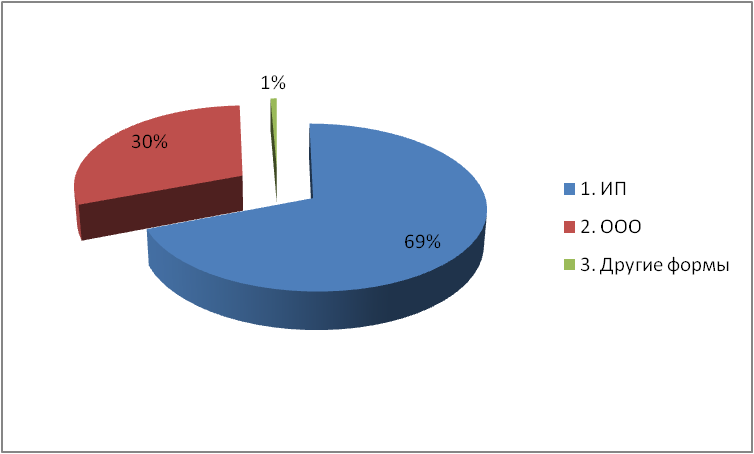 1%
30%
69%
1. ИП
2. ООО
3. Другие формы